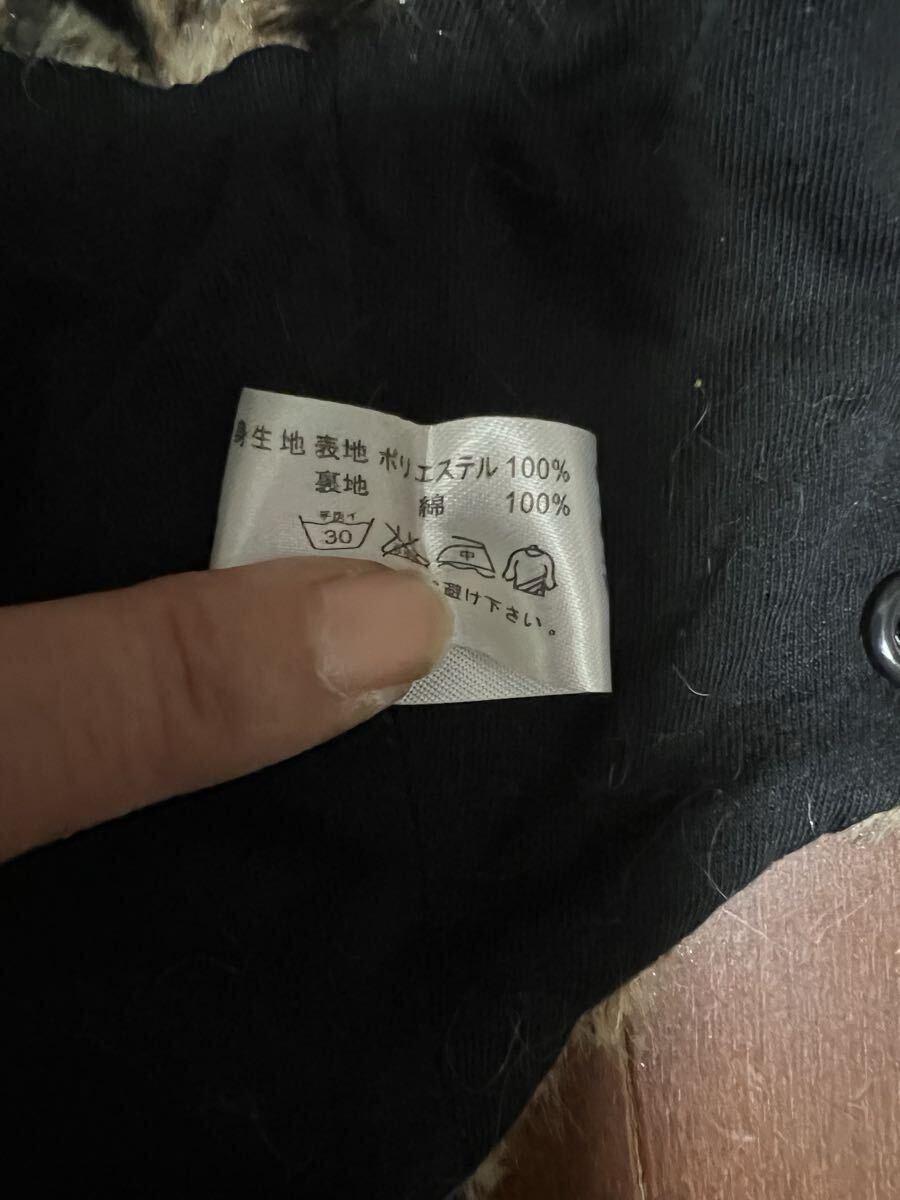 身生地 表地 ポリエステル 100%
裏地 綿 100%
手洗イ
30
中
避け下さい。